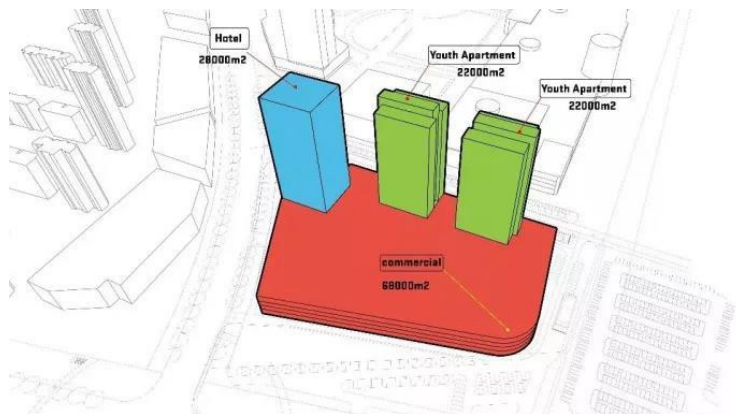 Hotel
28000m2
Youth Apartment
22000m2
Youth Apartment
22000m2
commercial
68000m2